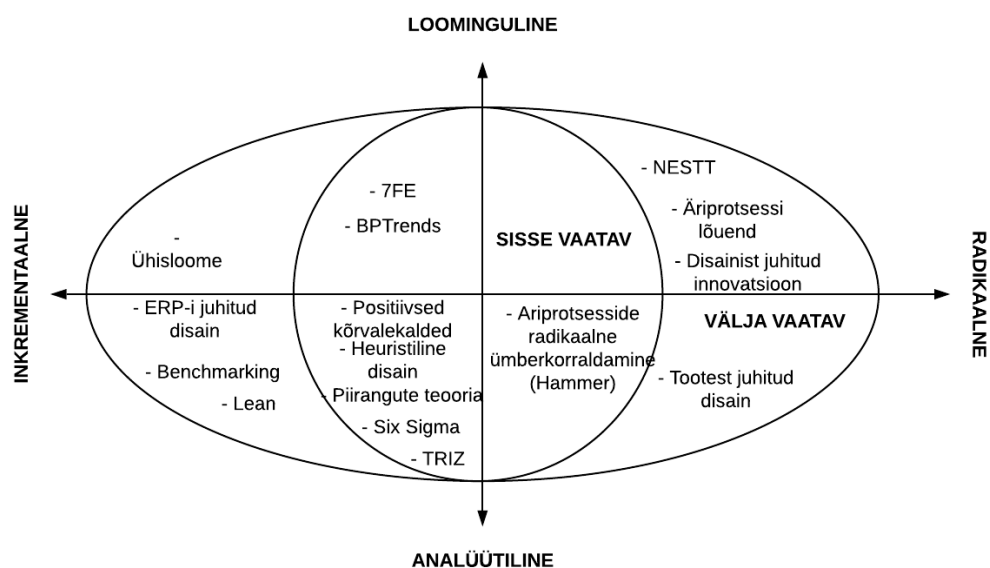 LOOMINGULINE
INKREMENTAALNE
-
Ühisloome
- 7FE
- BPTrends
SISSE VAATAV
- NESTT
- Äriprotsessi
lõuend
- Disainist juhitud
innovatsioon
RADIKAALNE
- ERP-i juhitud
disain
- Benchmarking
- Lean
- Positiivsed
kõrvalekalded
- Heuristiline
disain
- Piirangute teooria
- Six Sigma
- TRIZ
- Ariprotsesside
radikaalne
ümberkorraldamine
(Hammer)
VÄLJA VAATAV
- Tootest juhitud
disain
ANALÜÜTILINE